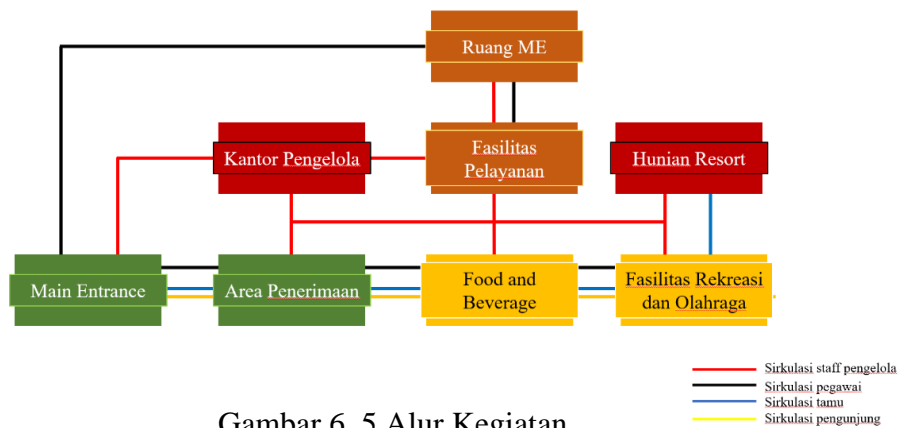 Ruang ME
Kantor Pengelola
Fasilitas
Pelayanan
Hunian Resort
Main Entrance
Area Penerimaan
Food and
Beverage
Fasilitas Rekreasi
dan Olahraga
Sirkulasi staff pengelola
Sirkulasi pegawai
Sirkulasi tamu
Sirkulasi pengunjung
Gambar 6. 5 Alur Kegiatan